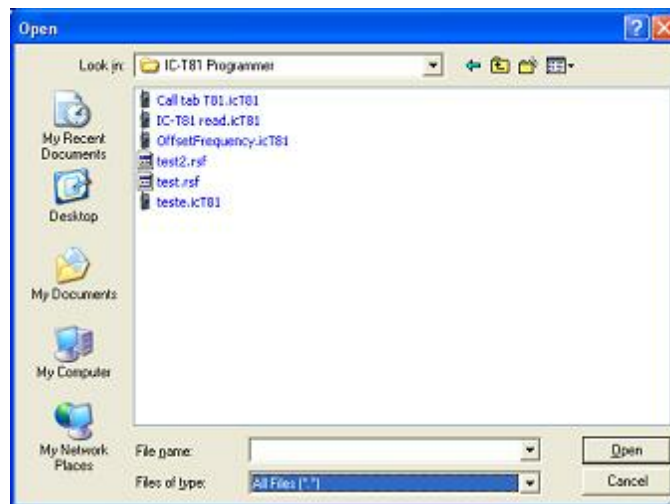 Open
Look in: IC-T81 Programmer
My Recent Documents
Desktop
My Documents
My Computer
My Network Places
Call tab T81.icT81
IC-T81 read.icT81
OffsetFrequency.icT81
test2.rsf
test.rsf
teste.icT81
File name:
Open
Files of type: All Files (*.*)
Cancel